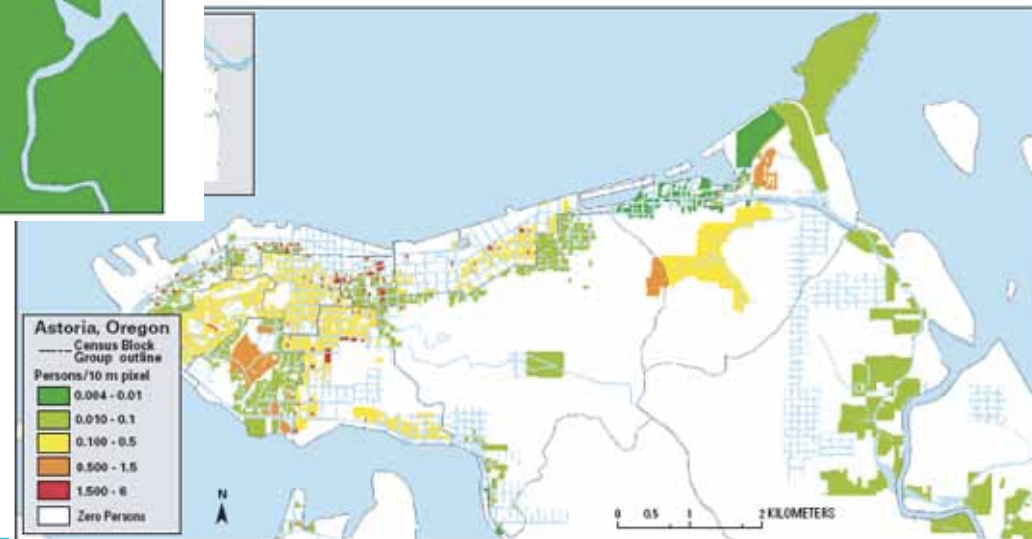 Astoria, Oregon
Census Block
Group outline
Persons/10 m pixel
0.004 - 0.01
0.010 - 0.1
0.100 - 0.5
0.500 - 1.5
1.500 - 6
Zero Persons
N
0 0.5 1 2 KILOMETERS